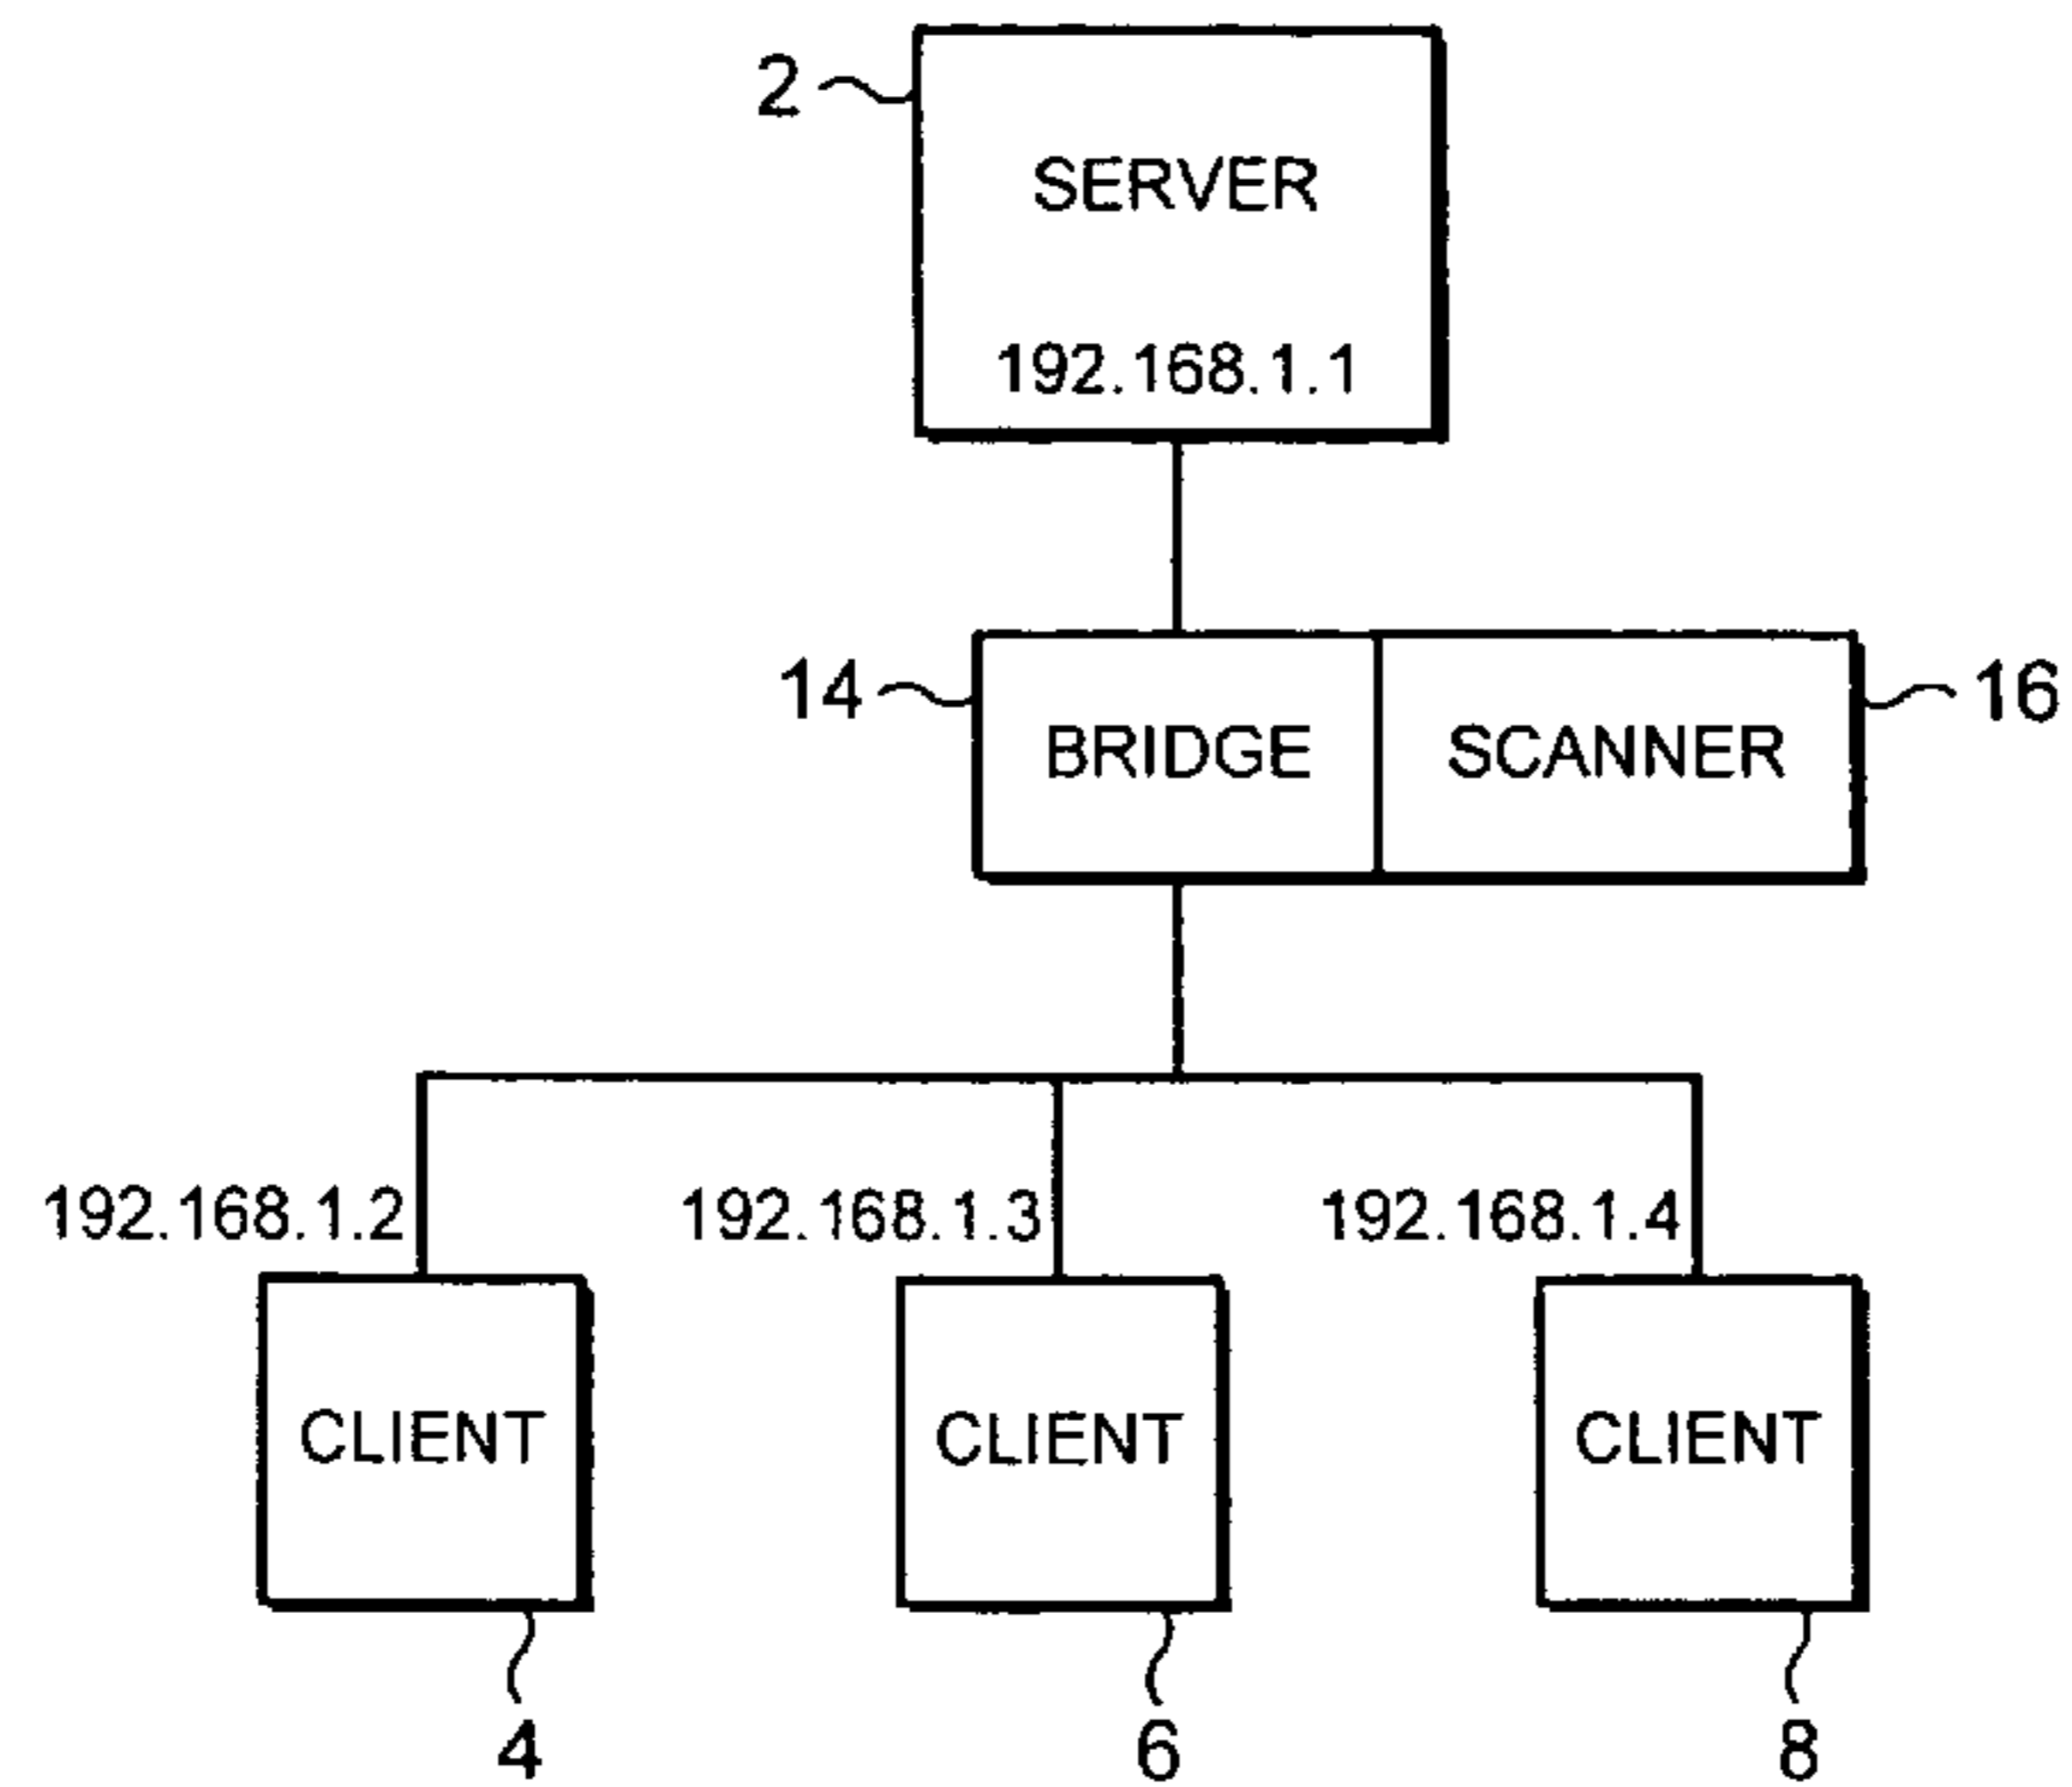 2
SERVER
192.168.1.1
14
BRIDGE
SCANNER
16
192.168.1.2
192.168.1.3
192.168.1.4
CLIENT
CLIENT
CLIENT
4
6
8